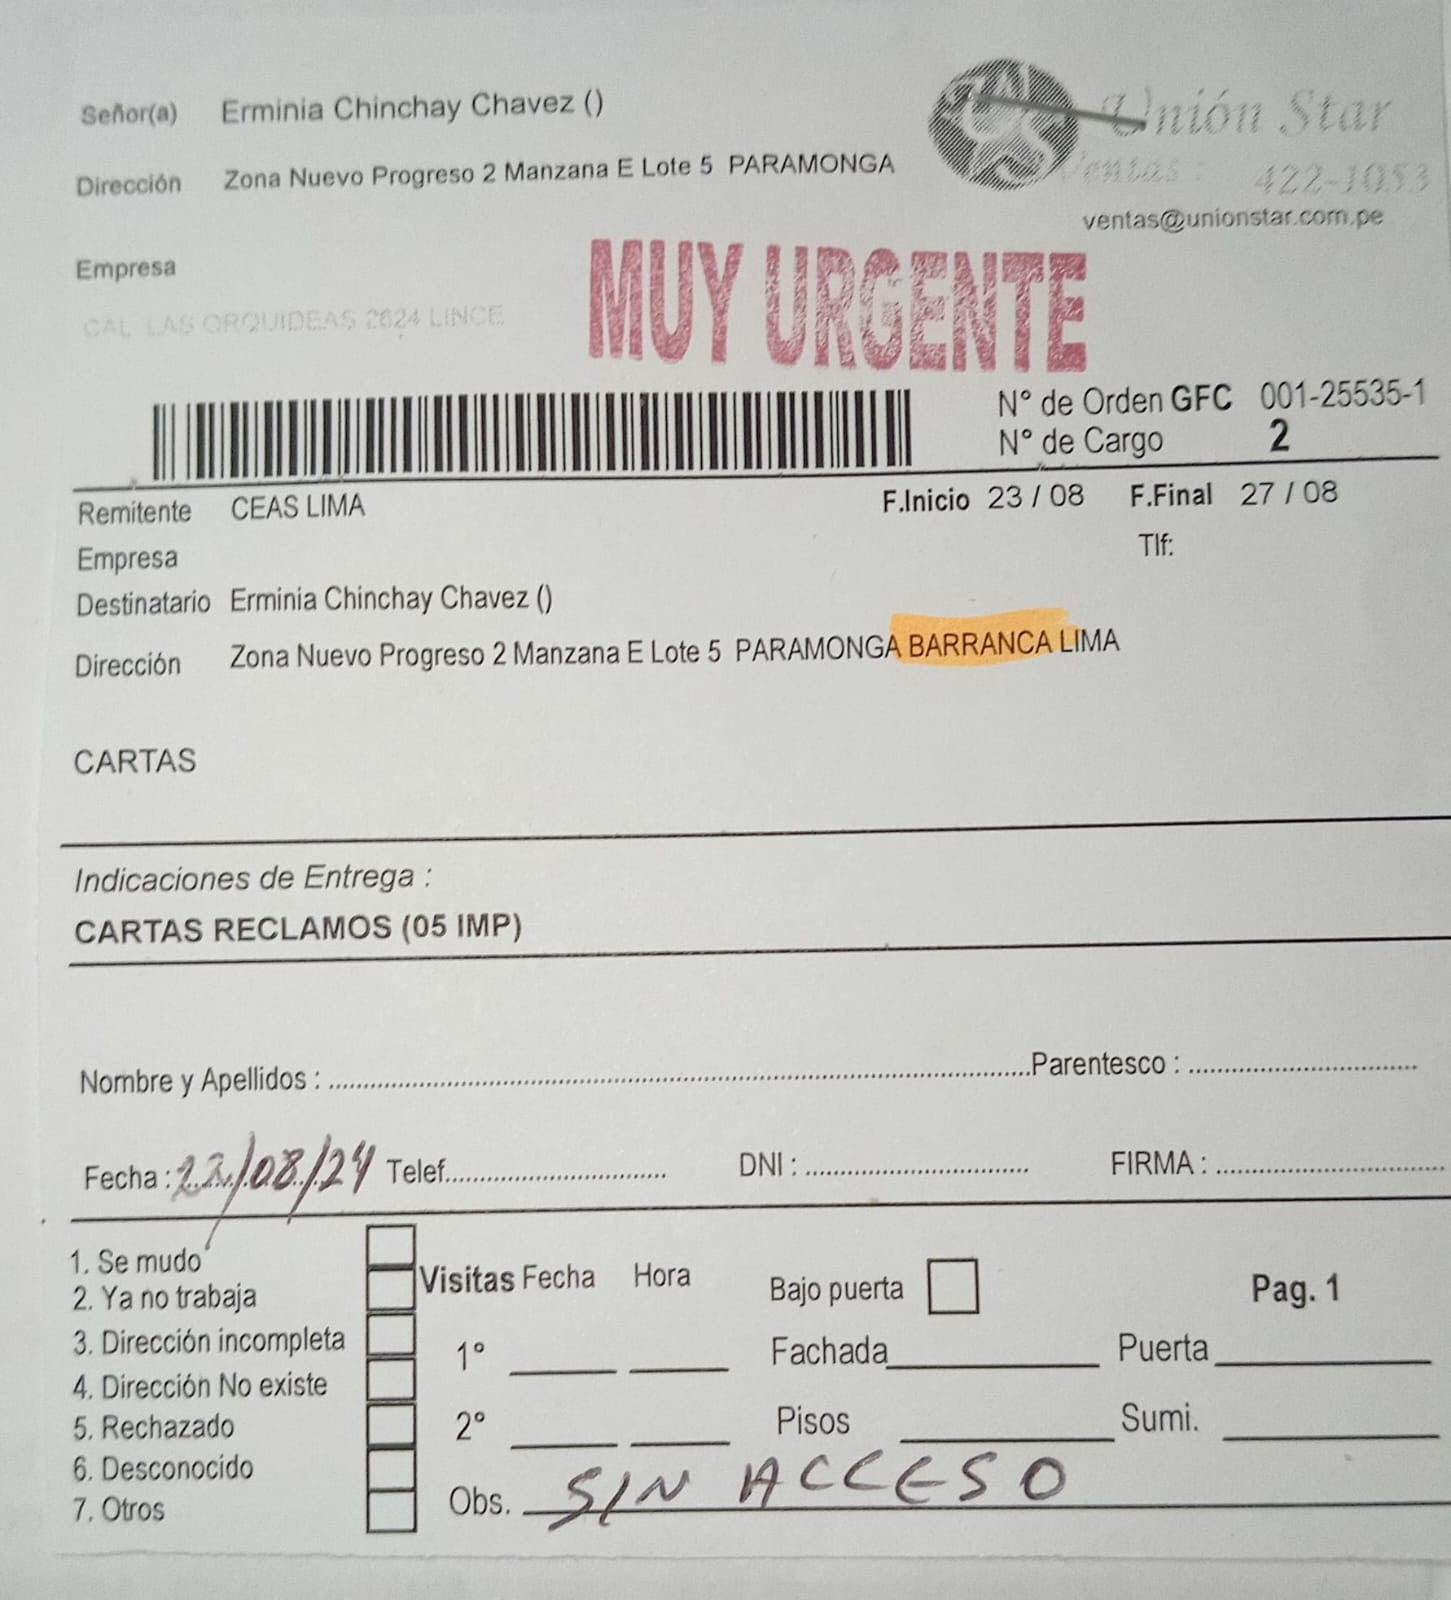 Señor(a) Erminia Chinchay Chavez ()
Unión Star
Dirección Zona Nuevo Progreso 2 Manzana E Lote 5 PARAMONGA
Ventas : 422-1053
ventas@unionstar.com.pe
Empresa
MUY URGENTE
CAL LAS ORQUIDEAS 2624 LINCE
N° de Orden GFC 001-25535-1
N° de Cargo 2
Remitente CEAS LIMA F.Inicio 23 / 08 F.Final 27 / 08
Empresa Tlf:
Destinatario Erminia Chinchay Chavez ()
Dirección Zona Nuevo Progreso 2 Manzana E Lote 5 PARAMONGA BARRANCA LIMA
CARTAS
Indicaciones de Entrega :
CARTAS RECLAMOS (05 IMP)
Nombre y Apellidos : Parentesco :
Fecha : 22/08/24 Telef. DNI : FIRMA :
1. Se mudo
2. Ya no trabaja
3. Dirección incompleta
4. Dirección No existe
5. Rechazado
6. Desconocido
7. Otros
Visitas Fecha Hora Bajo puerta Pag. 1
1° Fachada Puerta
2° Pisos Sumi.
Obs. SIN ACCESO